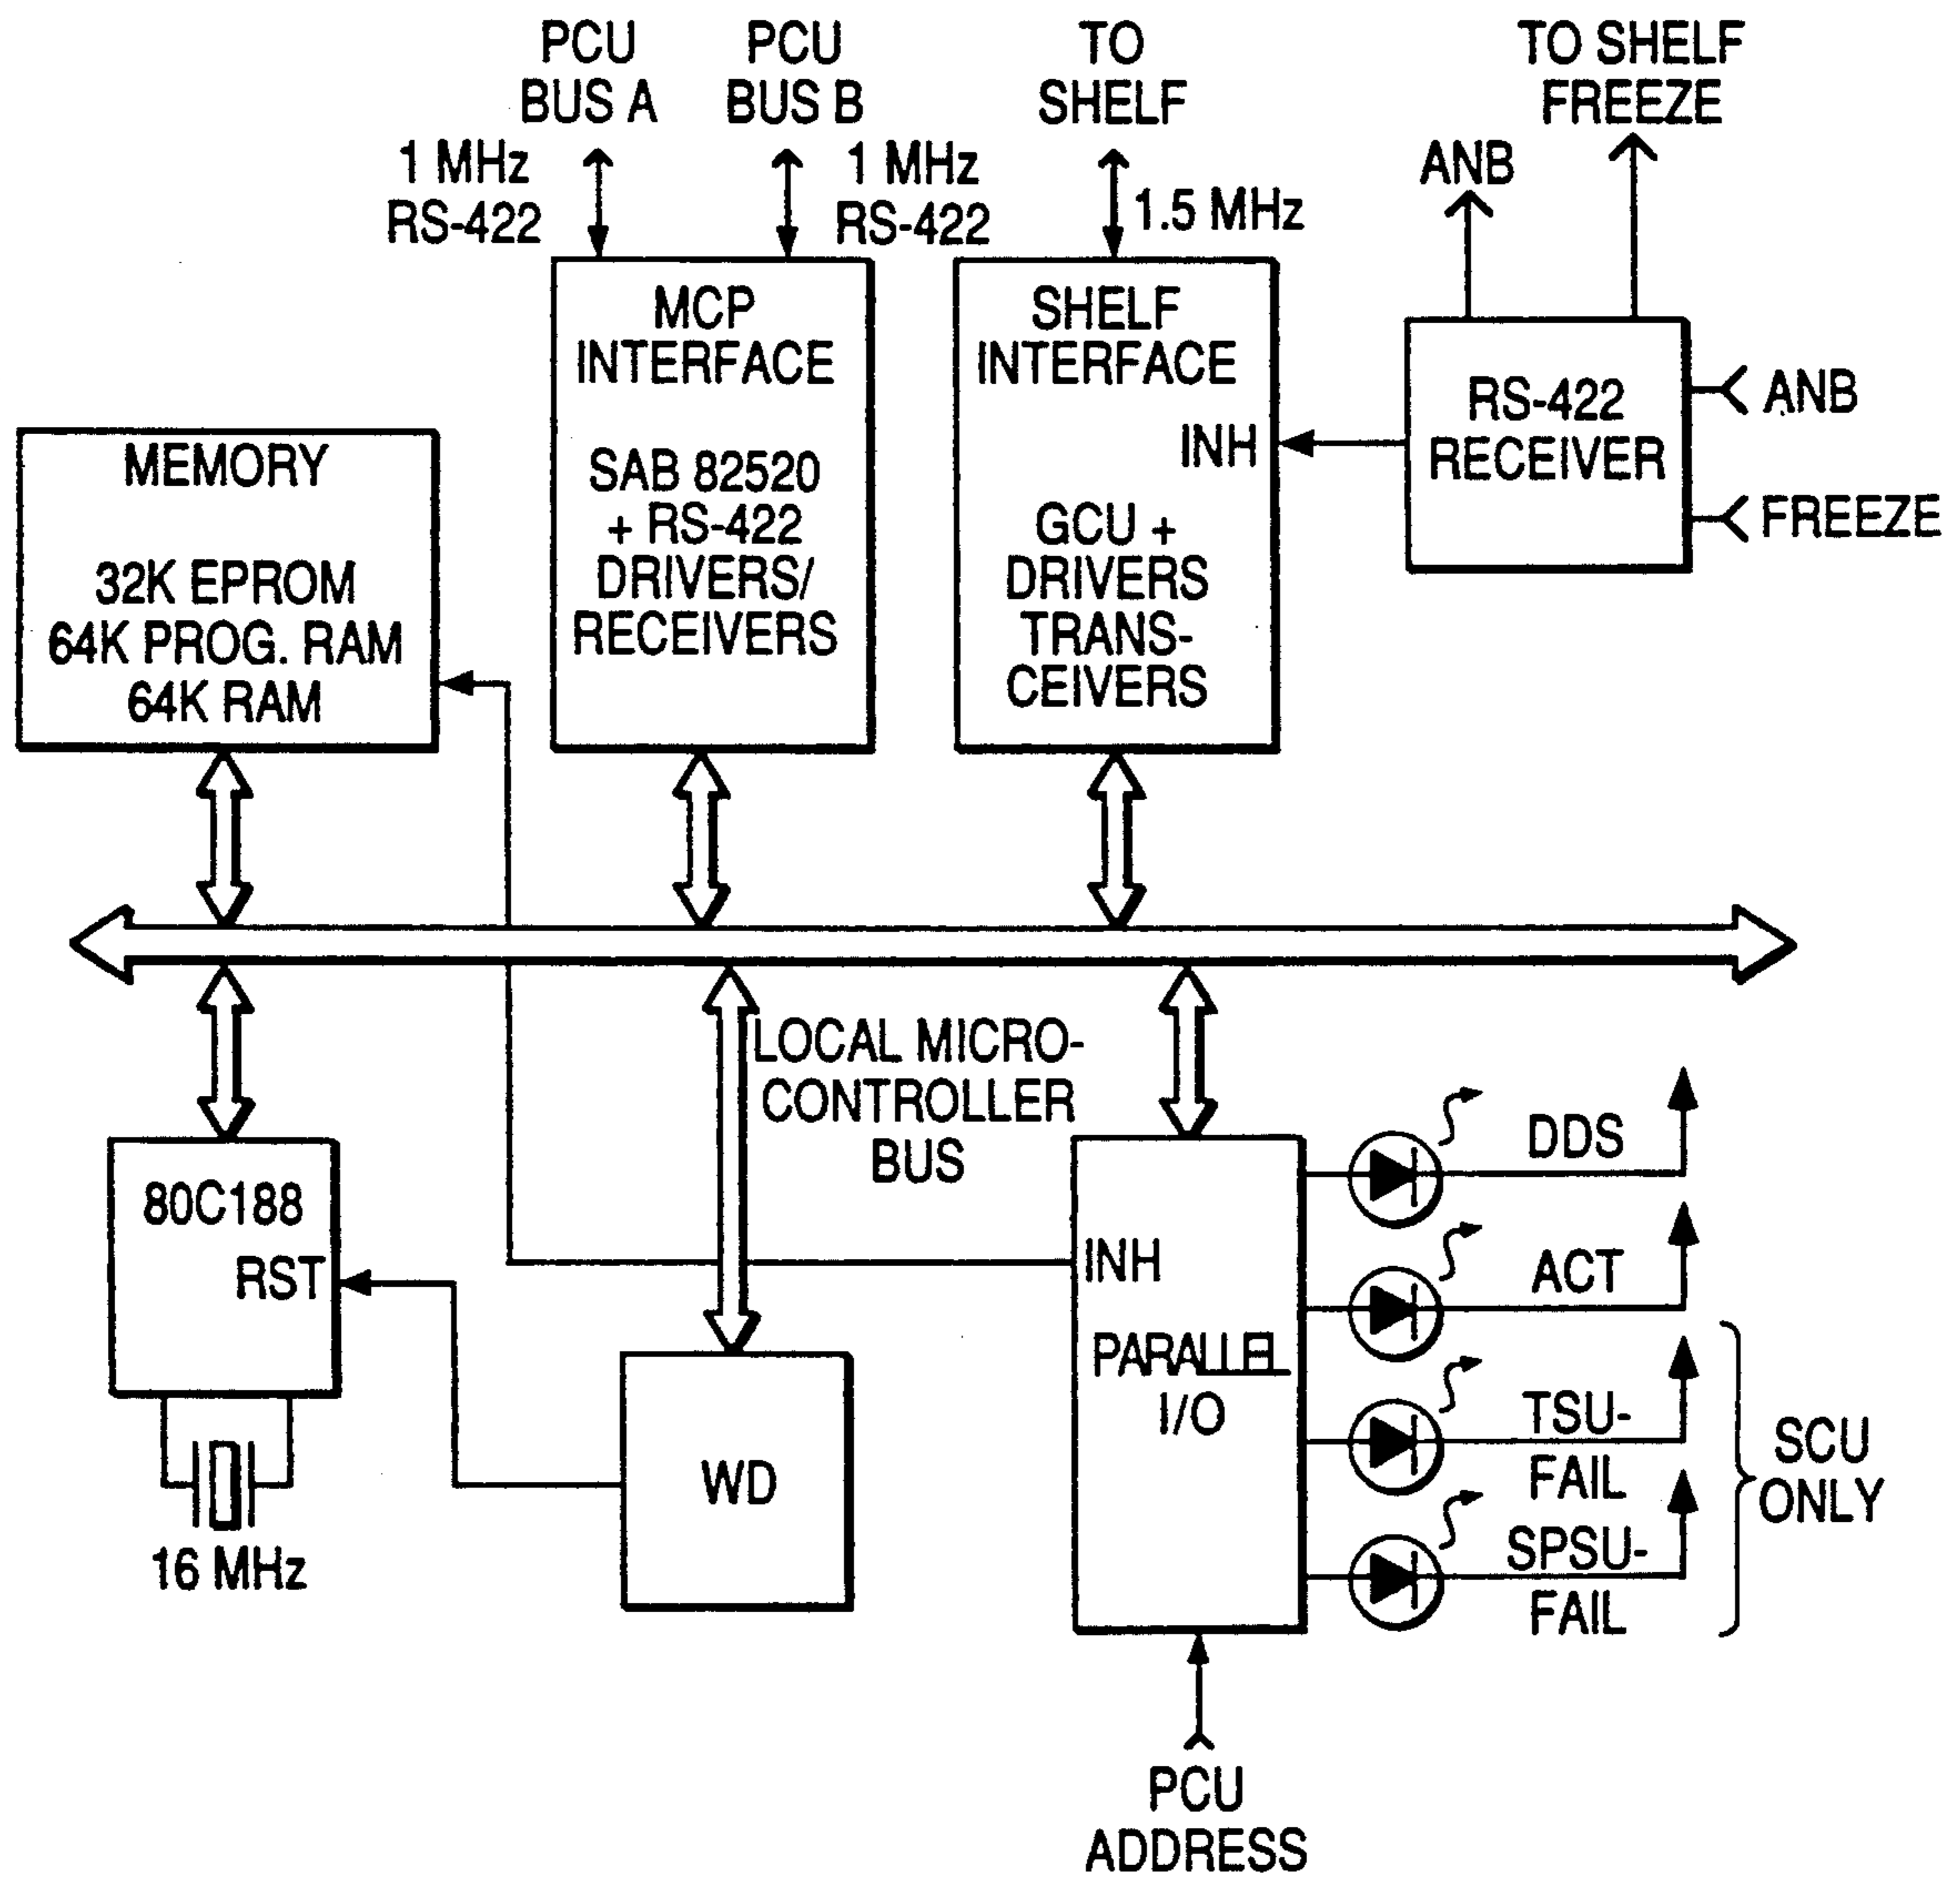 PCU
BUS A
PCU
BUS B
TO
SHELF
TO SHELF
FREEZE
1 MHz
RS-422
1 MHz
RS-422
1.5 MHz
ANB
MCP
INTERFACE
SAB 82520
+ RS-422
DRIVERS/
RECEIVERS
SHELF
INTERFACE
INH
GCU +
DRIVERS
TRANS-
CEIVERS
RS-422
RECEIVER
ANB
FREEZE
MEMORY
32K EPROM
64K PROG. RAM
64K RAM
LOCAL MICRO-
CONTROLLER
BUS
80C188
RST
16 MHz
WD
INH
PARALLEL
I/O
DDS
ACT
TSU-
FAIL
SPSU-
FAIL
SCU
ONLY
PCU
ADDRESS